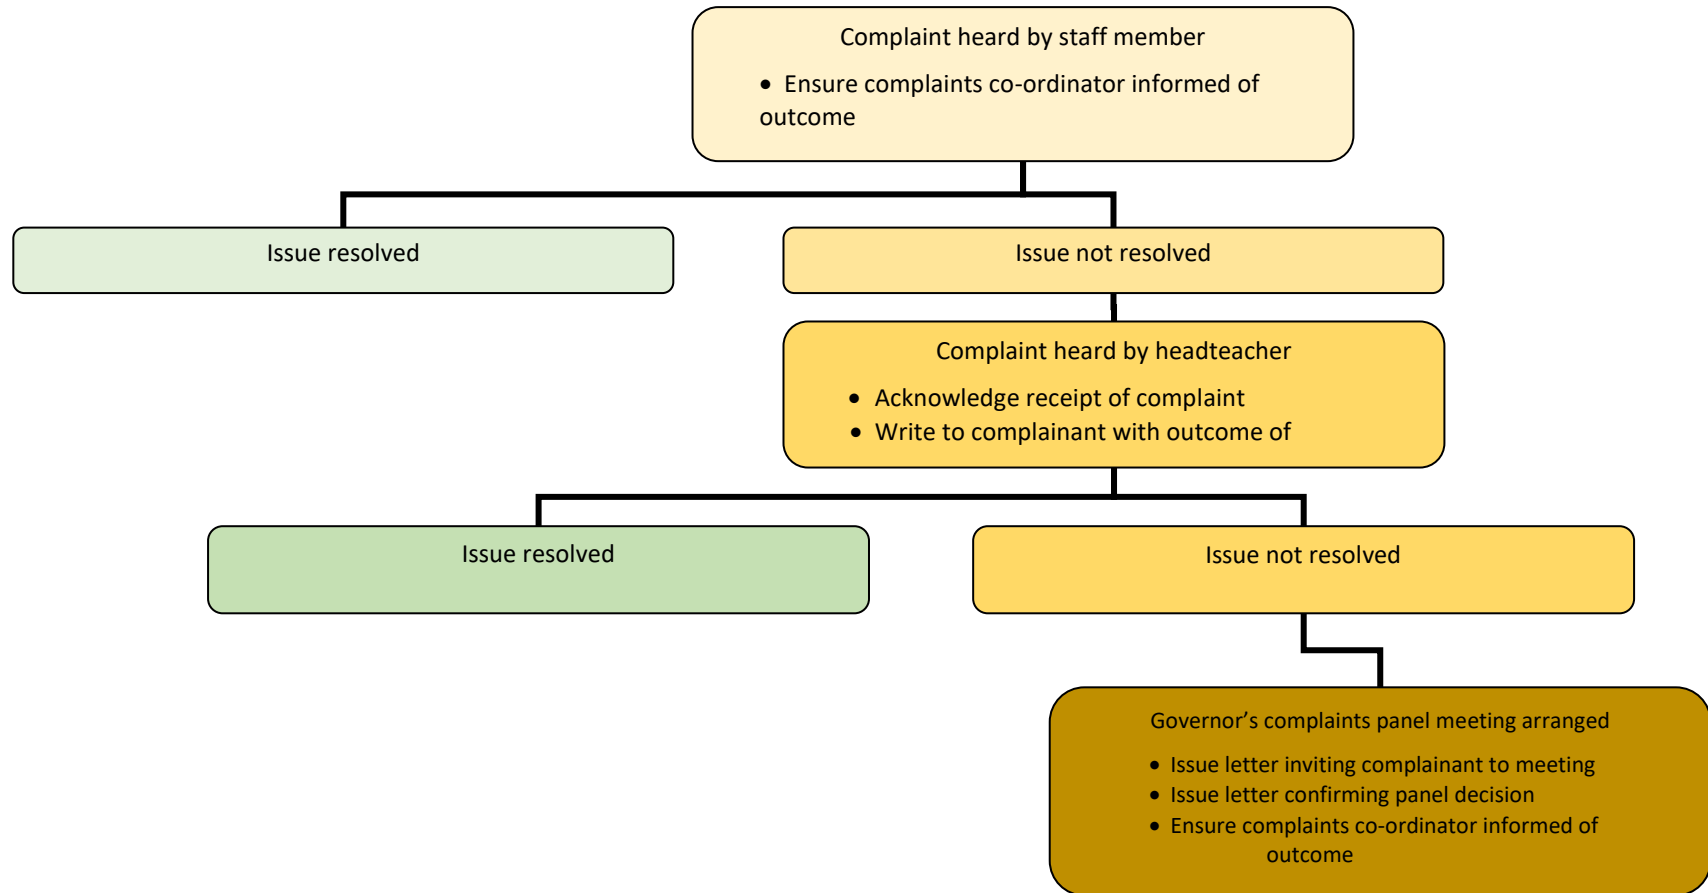 Complaint heard by staff member
• Ensure complaints co-ordinator informed of
outcome
Issue resolved
Issue not resolved
Complaint heard by headteacher
• Acknowledge receipt of complaint
• Write to complainant with outcome of
Issue resolved
Issue not resolved
Governor’s complaints panel meeting arranged
• Issue letter inviting complainant to meeting
• Issue letter confirming panel decision
• Ensure complaints co-ordinator informed of
outcome